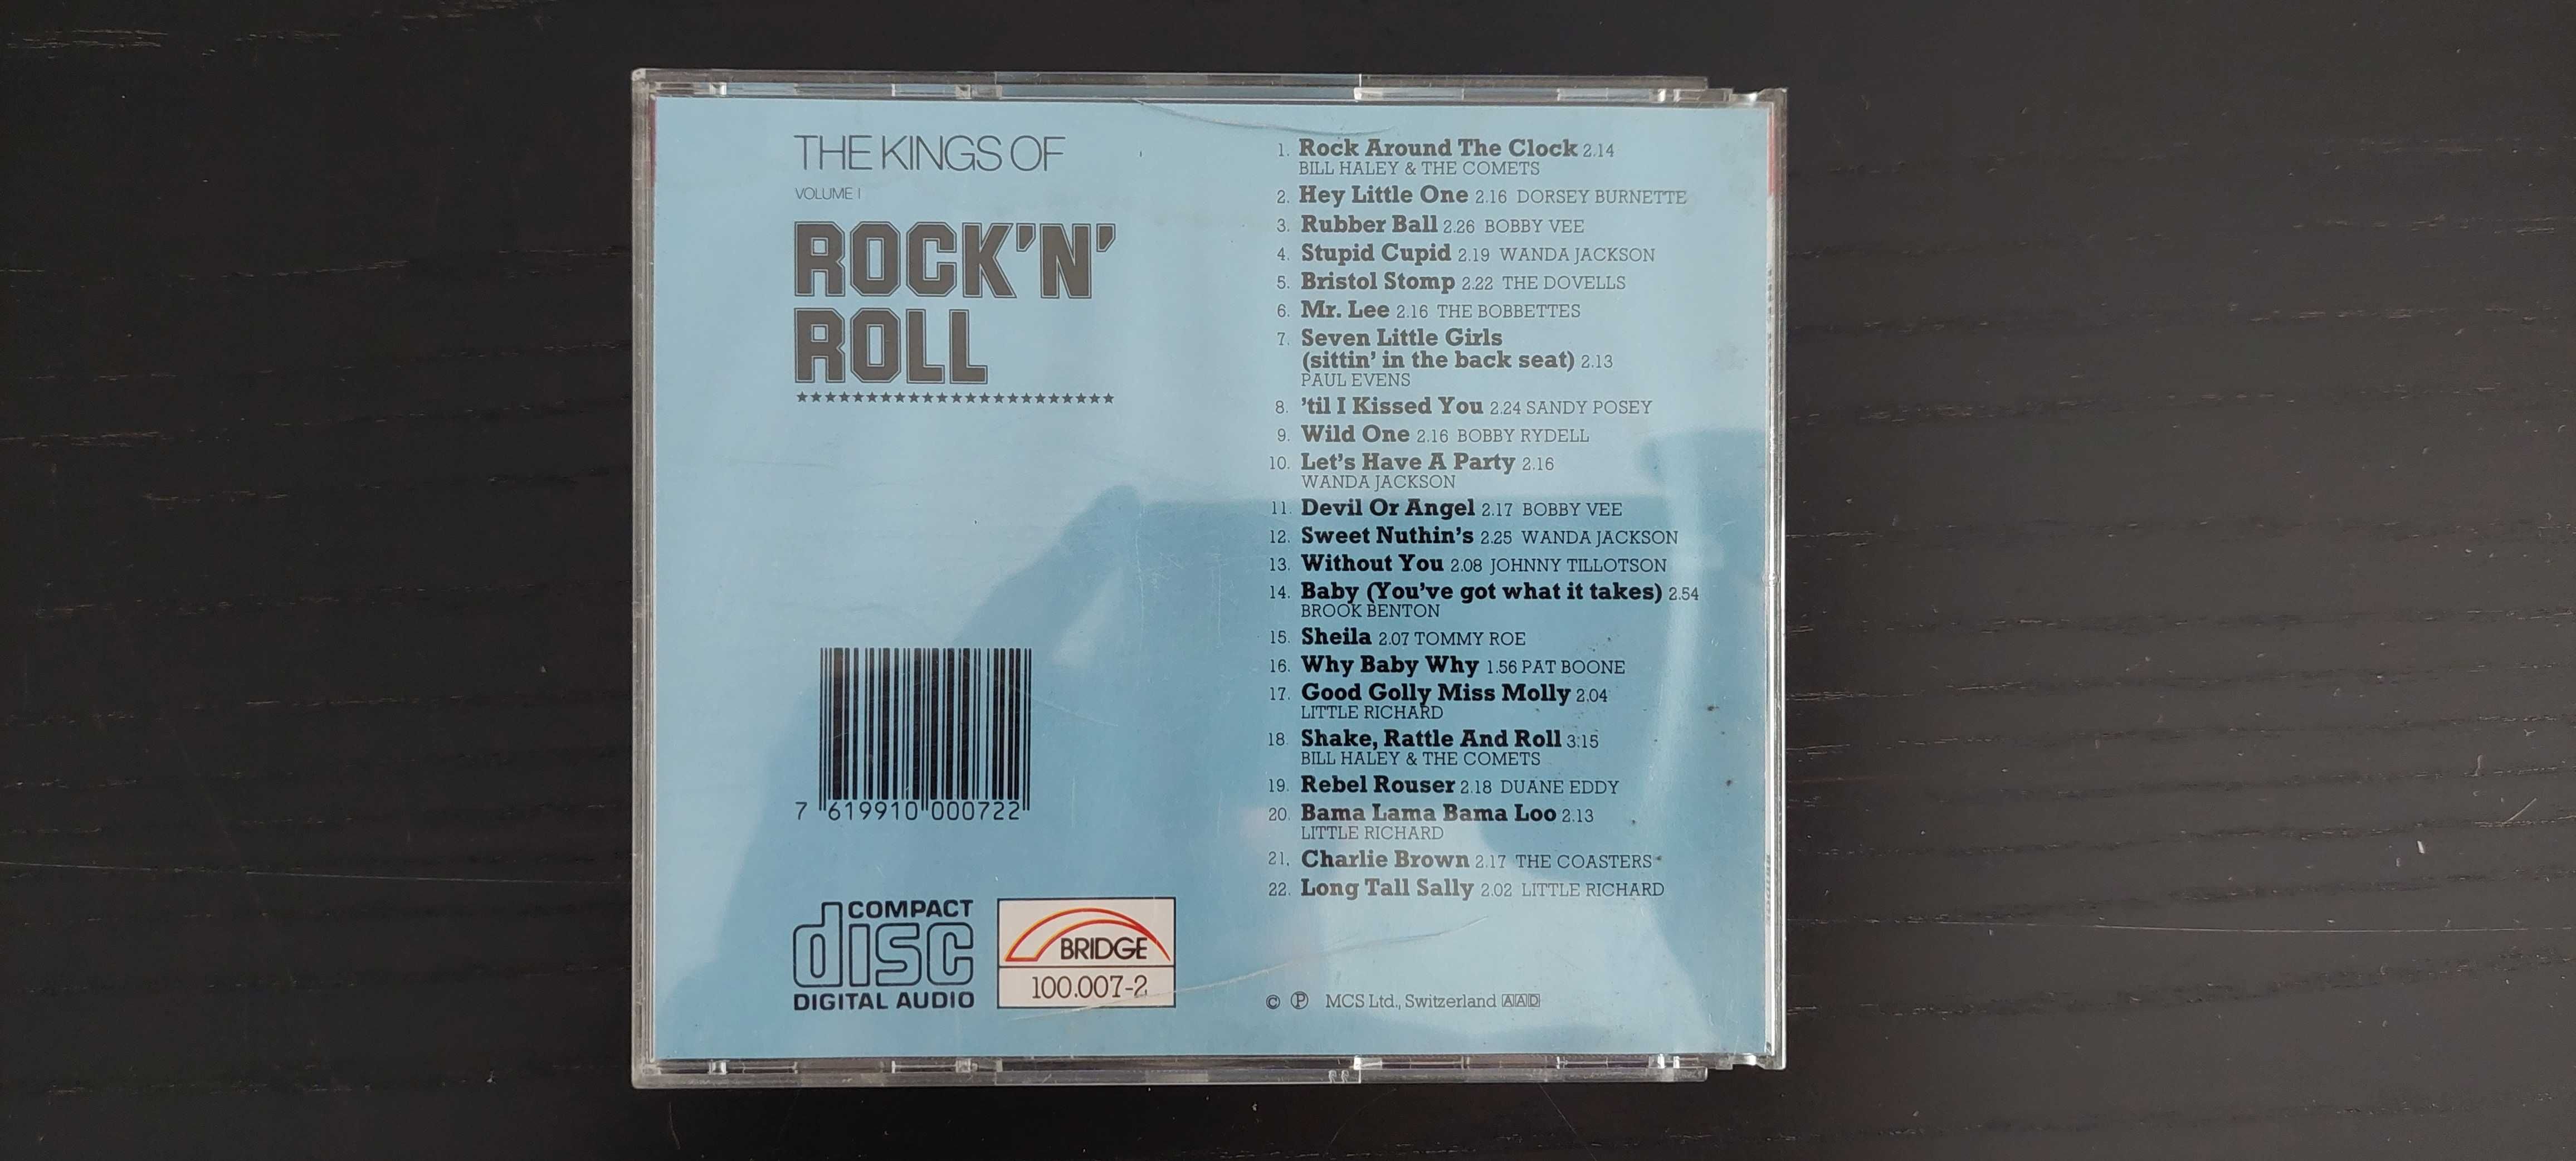 THE KINGS OF
VOLUME I
ROCK'N'
ROLL
★★★★★★★★★★★★★★★★★★★★★★★
1. Rock Around The Clock 2.14
BILL HALEY & THE COMETS
2. Hey Little One 2.16 DORSEY BURNETTE
3. Rubber Ball 2.26 BOBBY VEE
4. Stupid Cupid 2.19 WANDA JACKSON
5. Bristol Stomp 2.22 THE DOVELLS
6. Mr. Lee 2.16 THE BOBBETTES
7. Seven Little Girls
(sittin' in the back seat) 2.13
PAUL EVENS
8. 'til I Kissed You 2.24 SANDY POSEY
9. Wild One 2.16 BOBBY RYDELL
10. Let's Have A Party 2.16
WANDA JACKSON
11. Devil Or Angel 2.17 BOBBY VEE
12. Sweet Nuthin's 2.25 WANDA JACKSON
13. Without You 2.08 JOHNNY TILLOTSON
14. Baby (You've got what it takes) 2.54
BROOK BENTON
15. Sheila 2.07 TOMMY ROE
16. Why Baby Why 1.56 PAT BOONE
17. Good Golly Miss Molly 2.04
LITTLE RICHARD
18. Shake, Rattle And Roll 3:15
BILL HALEY & THE COMETS
19. Rebel Rouser 2.18 DUANE EDDY
20. Bama Lama Bama Loo 2.13
LITTLE RICHARD
21. Charlie Brown 2.17 THE COASTERS
22. Long Tall Sally 2.02 LITTLE RICHARD
7 619910 000722
COMPACT
disc
DIGITAL AUDIO
BRIDGE
100.007-2
© ℗ MCS Ltd., Switzerland AAD